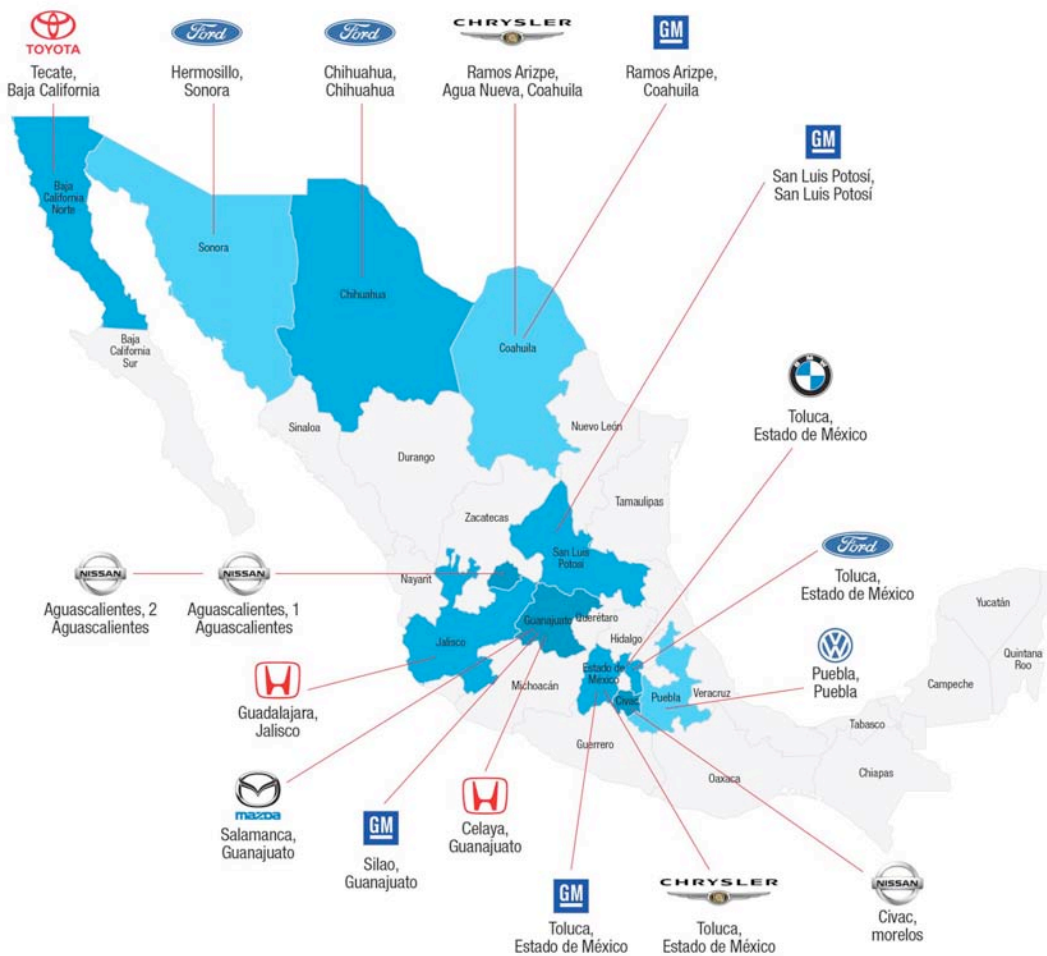 TOYOTA
Tecate,
Baja California
Ford
Hermosillo,
Sonora
Ford
Chihuahua,
Chihuahua
CHRYSLER
Ramos Arizpe,
Agua Nueva, Coahuila
GM
Ramos Arizpe,
Coahuila
GM
San Luis Potosí,
San Luis Potosí
Baja
California
Norte
Sonora
Chihuahua
Coahuila
Baja
California
Sur
BMW
Toluca,
Estado de México
Sinaloa
Nuevo León
Durango
Tamaulipas
Zacatecas
San Luis
Potosí
Ford
Toluca,
Estado de México
NISSAN
Aguascalientes, 2
Aguascalientes
NISSAN
Aguascalientes, 1
Aguascalientes
Nayarit
Guanajuato
Querétaro
Hidalgo
Jalisco
Yucatán
Quintana
Roo
Campeche
Estado de
México
Michoacán
Civac
Puebla
Veracruz
Puebla,
Puebla
Tabasco
Guerrero
Oaxaca
Chiapas
Guadalajara,
Jalisco
mazda
Salamanca,
Guanajuato
GM
Silao,
Guanajuato
Celaya,
Guanajuato
GM
Toluca,
Estado de México
CHRYSLER
Toluca,
Estado de México
NISSAN
Civac,
morelos